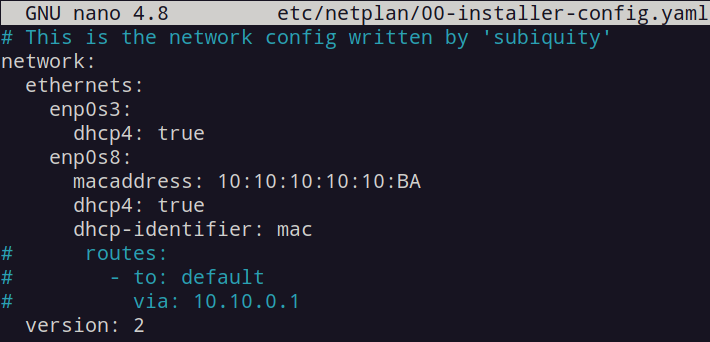 GNU nano 4.8 etc/netplan/00-installer-config.yaml
# This is the network config written by 'subiquity'
network:
  ethernets:
    enp0s3:
      dhcp4: true
    enp0s8:
      macaddress: 10:10:10:10:10:BA
      dhcp4: true
      dhcp-identifier: mac
#      routes:
#        - to: default
#          via: 10.10.0.1
  version: 2